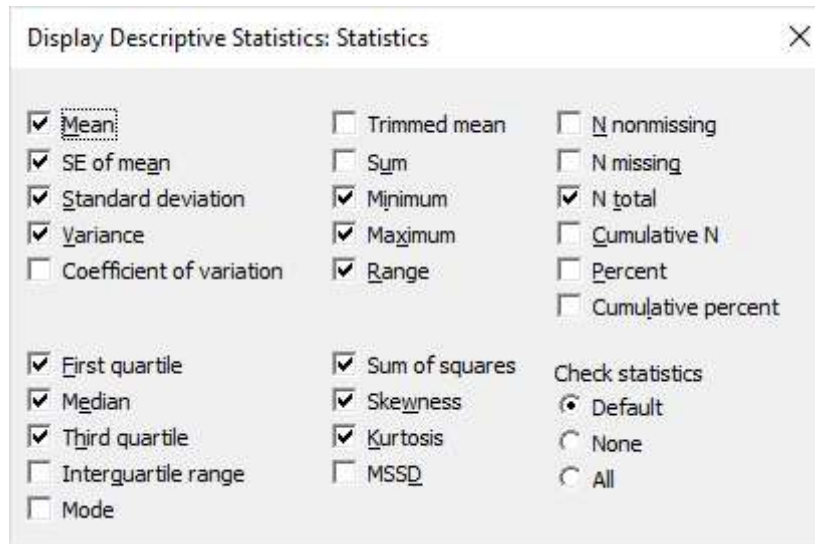 Display Descriptive Statistics: Statistics
Mean
SE of mean
Standard deviation
Variance
Coefficient of variation
Trimmed mean
Sum
Minimum
Maximum
Range
N nonmissing
N missing
N total
Cumulative N
Percent
Cumulative percent
First quartile
Median
Third quartile
Interquartile range
Mode
Sum of squares
Skewness
Kurtosis
MSSD
Check statistics
Default
None
All